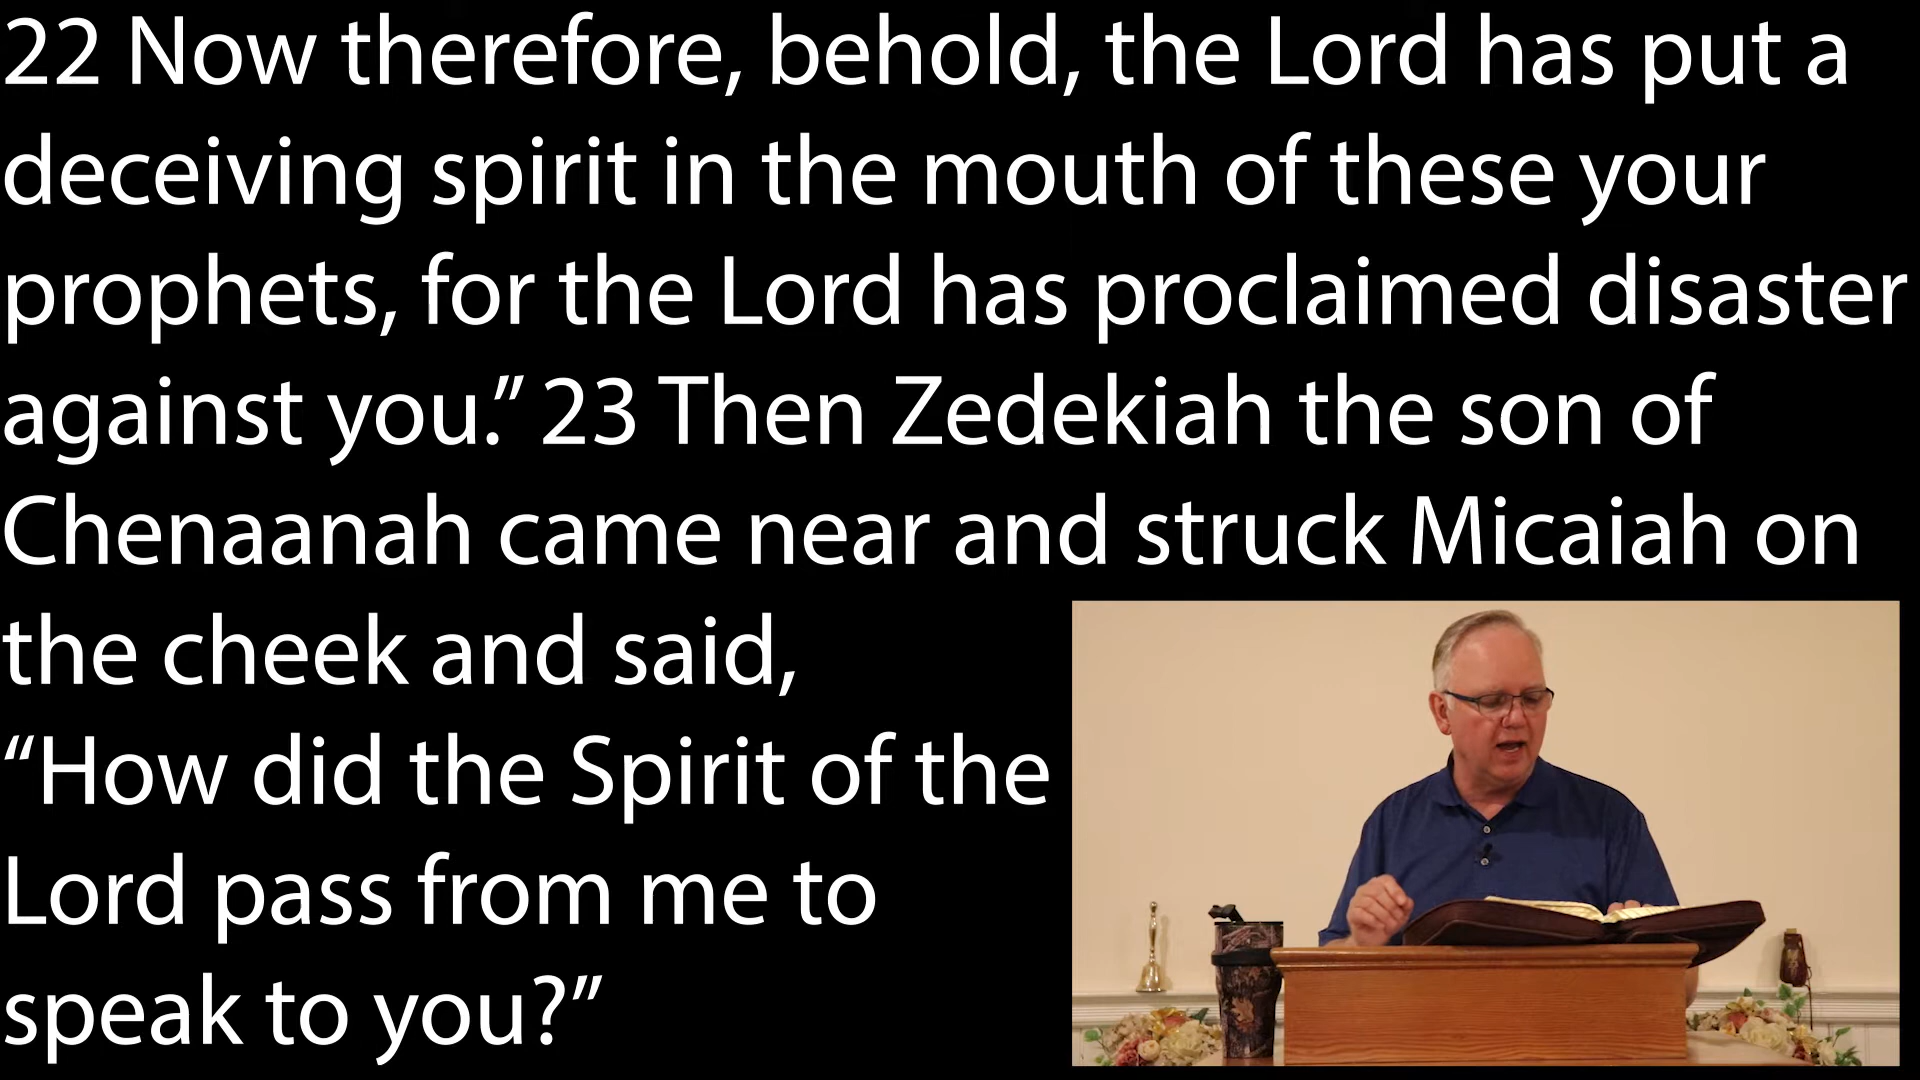 22 Now therefore, behold, the Lord has put a
deceiving spirit in the mouth of these your
prophets, for the Lord has proclaimed disaster
against you.” 23 Then Zedekiah the son of
Chenaanah came near and struck Micaiah on
the cheek and said,
“How did the Spirit of the
Lord pass from me to
speak to you?”